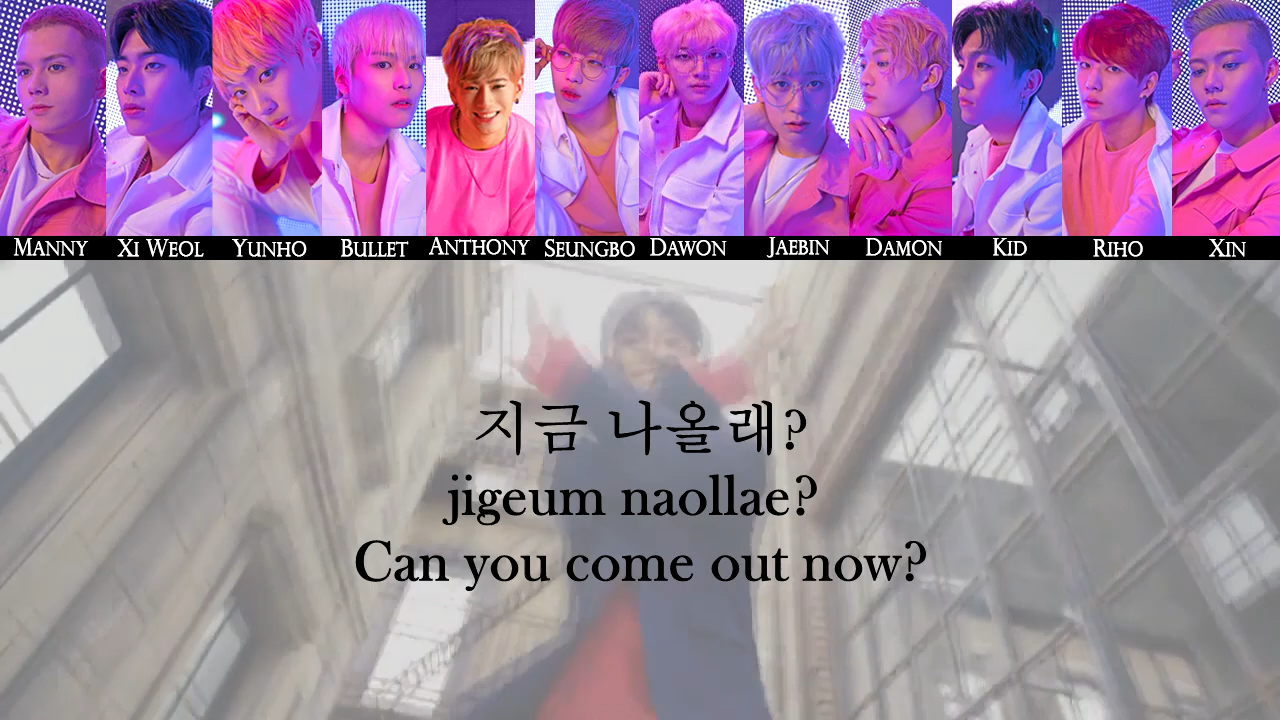 MANNY XI WEOL YUNHO BULLET ANTHONY SEUNGBO DAWON JAEBIN DAMON KID RIHO XIN
지금 나올래?
jigeum naollae?
Can you come out now?